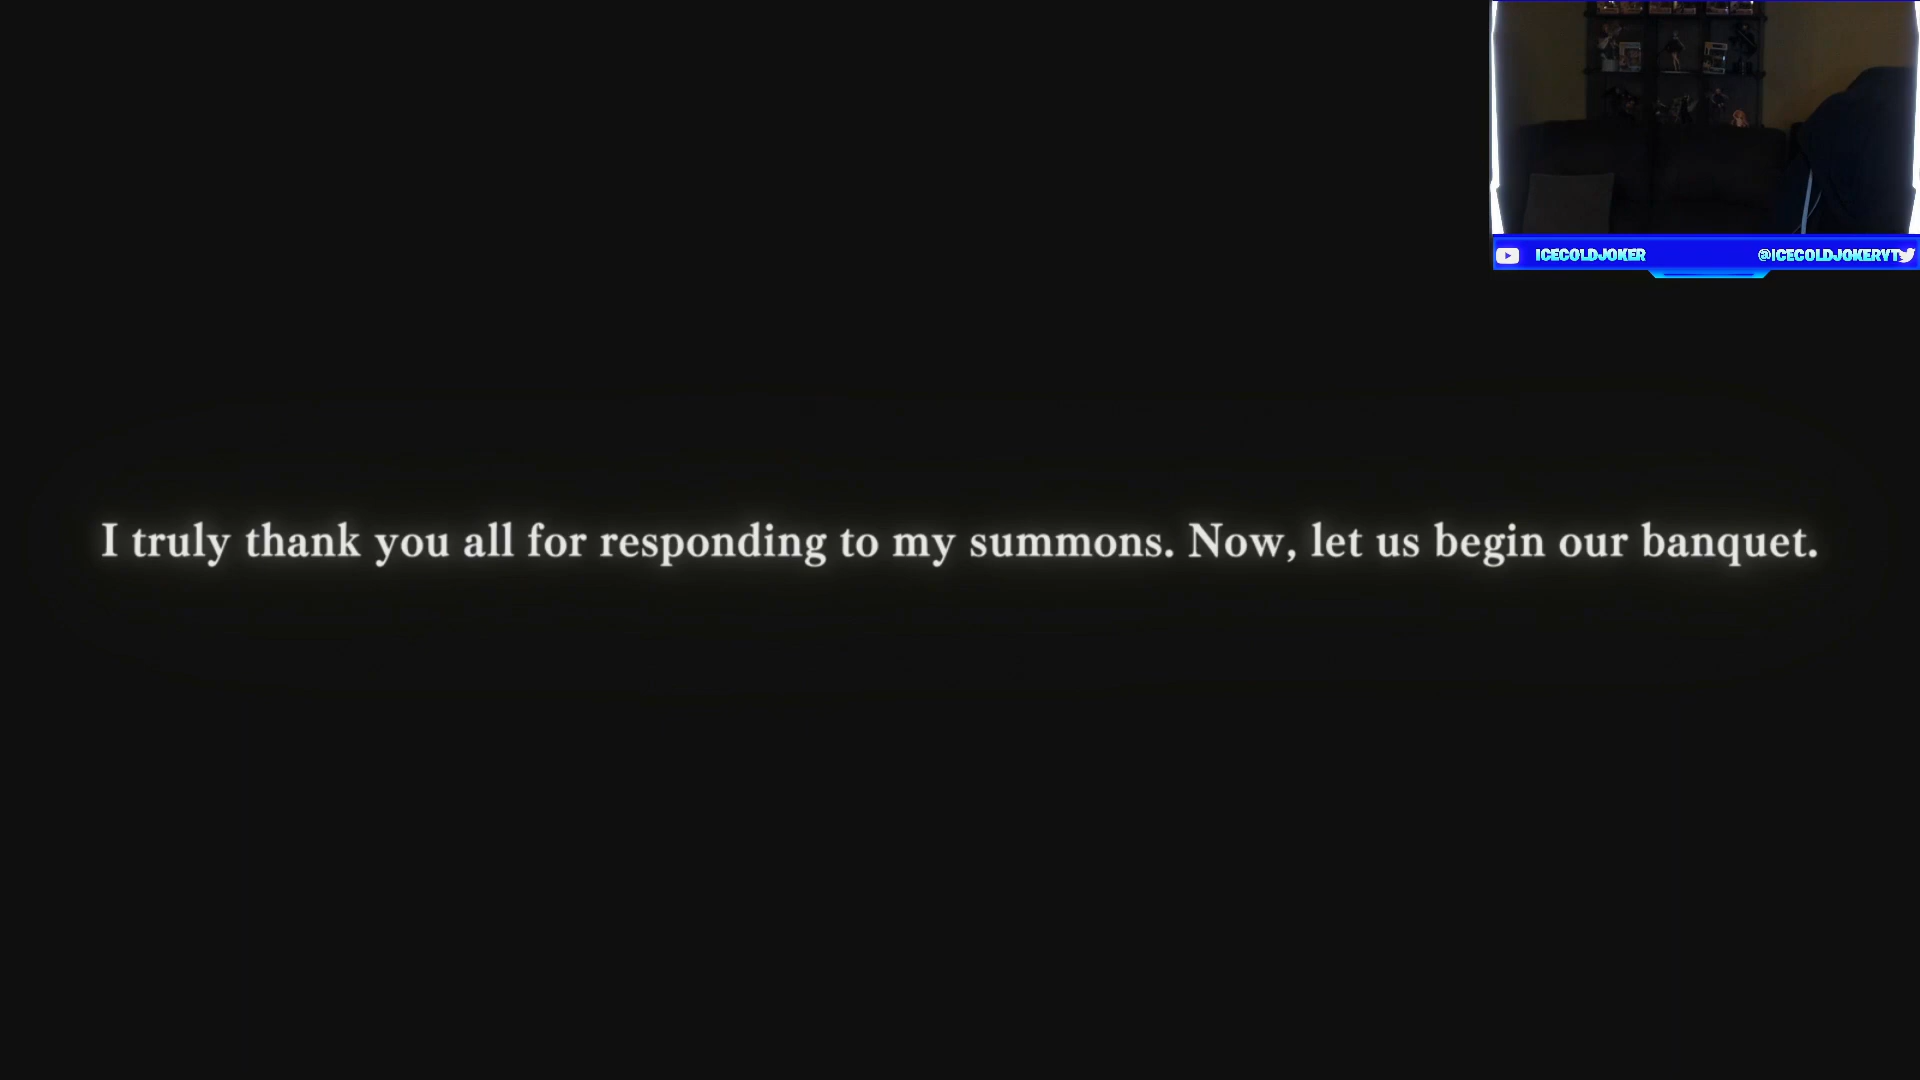 ICECOLDJOKER
@ICECOLDJOKERYT
I truly thank you all for responding to my summons. Now, let us begin our banquet.